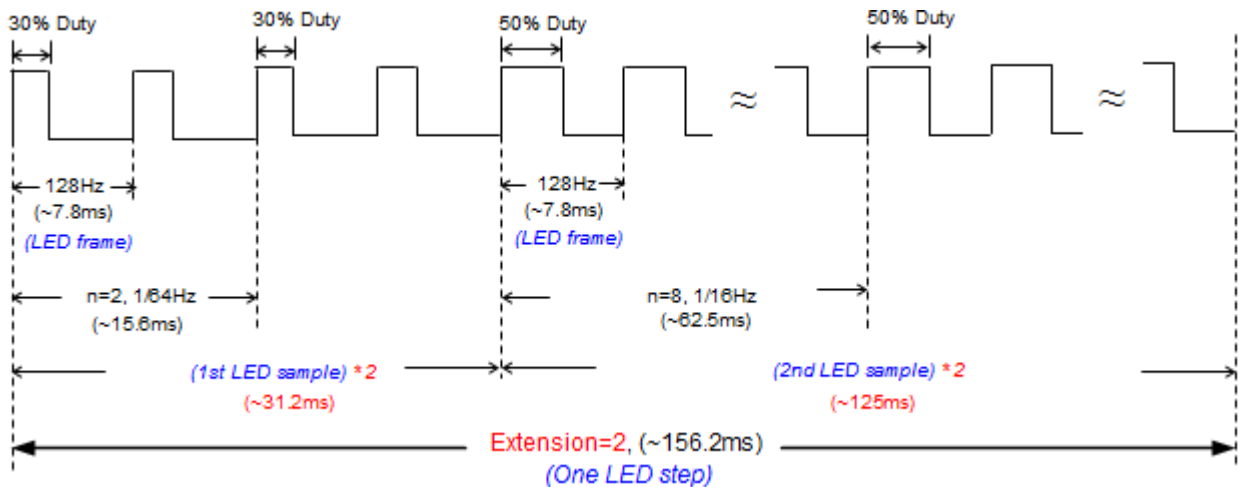 30% Duty
30% Duty
50% Duty
50% Duty
≈
≈
128Hz
(~7.8ms)
(LED frame)
128Hz
(~7.8ms)
(LED frame)
n=2, 1/64Hz
(~15.6ms)
n=8, 1/16Hz
(~62.5ms)
(1st LED sample) *2
(~31.2ms)
(2nd LED sample) *2
(~125ms)
Extension=2, (~156.2ms)
(One LED step)